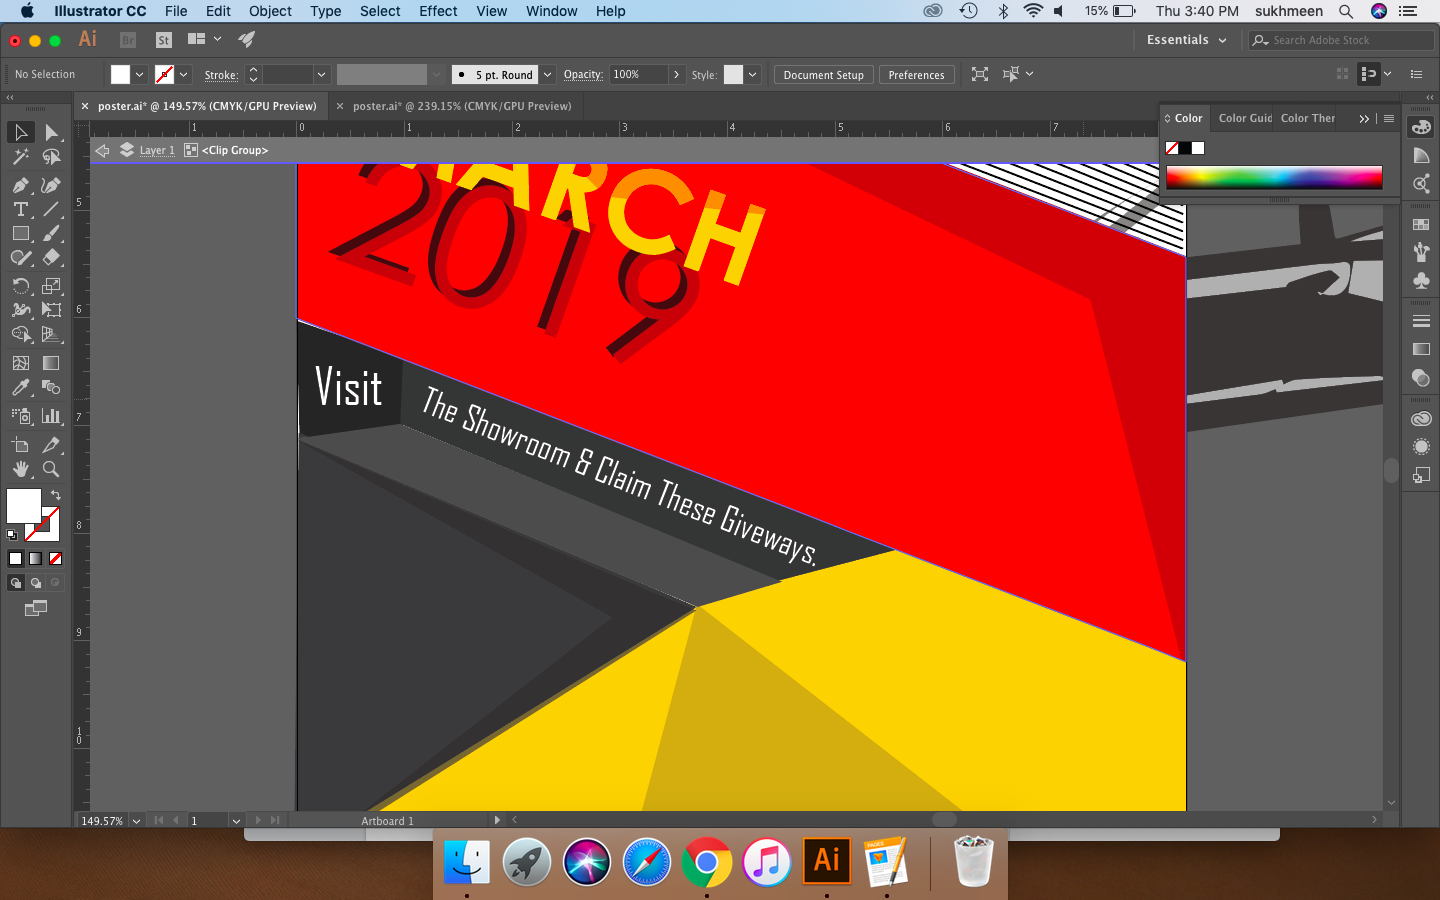 Illustrator CC File Edit Object Type Select Effect View Window Help 15% Thu 3:40 PM sukhmeen
Ai Br St Essentials Search Adobe Stock
No Selection Stroke: 5 pt. Round Opacity: 100% Style: Document Setup Preferences
× poster.ai* @ 149.57% (CMYK/GPU Preview) × poster.ai* @ 239.15% (CMYK/GPU Preview)
Color Color Guid Color Ther
1 0 1 2 3 4 5 6 7
Layer 1 <Clip Group>
5
6
7
8
9
10
MARCH
2019
Visit
The Showroom & Claim These Giveways.
149.57% 1 Artboard 1
PAGES
Ai